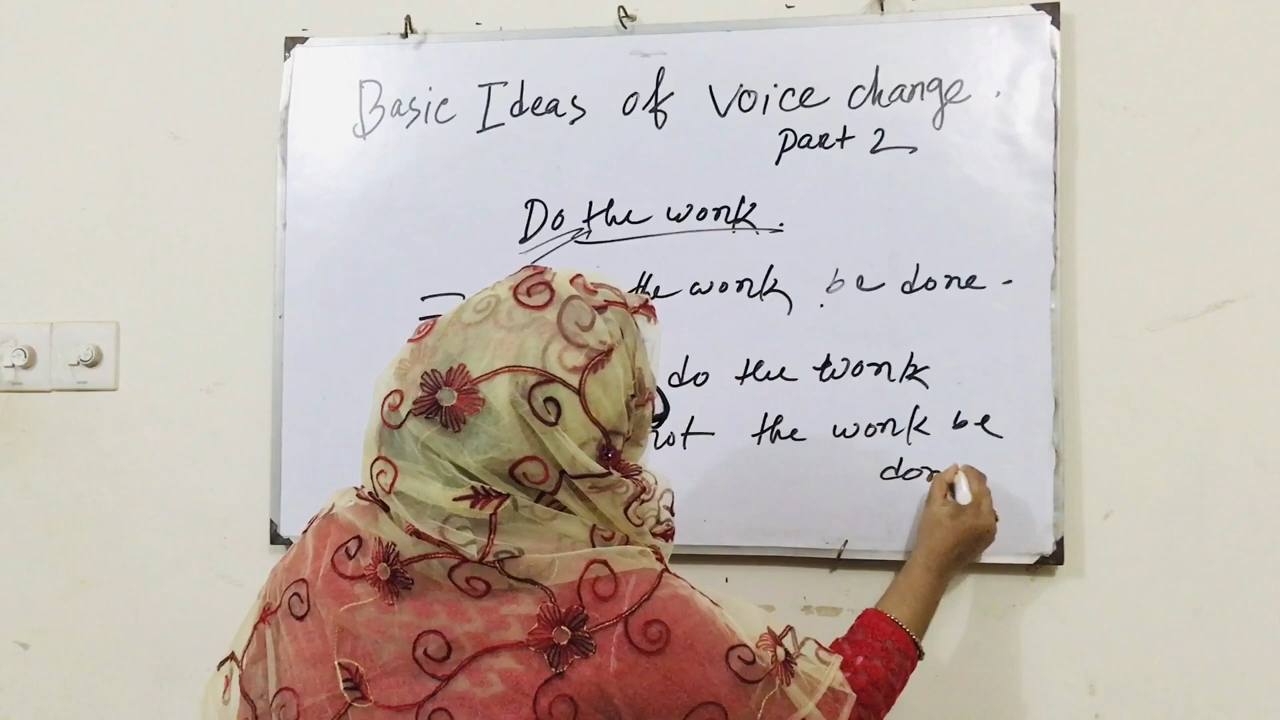 Basic Ideas of Voice change.
part 2
Do the work.
the work be done.
do the work
not the work be
don